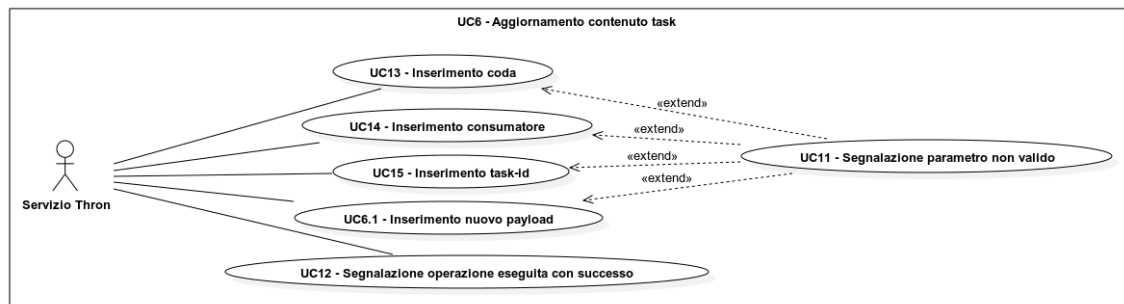 UC6 - Aggiornamento contenuto task
UC13 - Inserimento coda
«extend»
UC14 - Inserimento consumatore
«extend»
UC15 - Inserimento task-id
«extend»
UC11 - Segnalazione parametro non valido
«extend»
Servizio Thron
UC6.1 - Inserimento nuovo payload
UC12 - Segnalazione operazione eseguita con successo